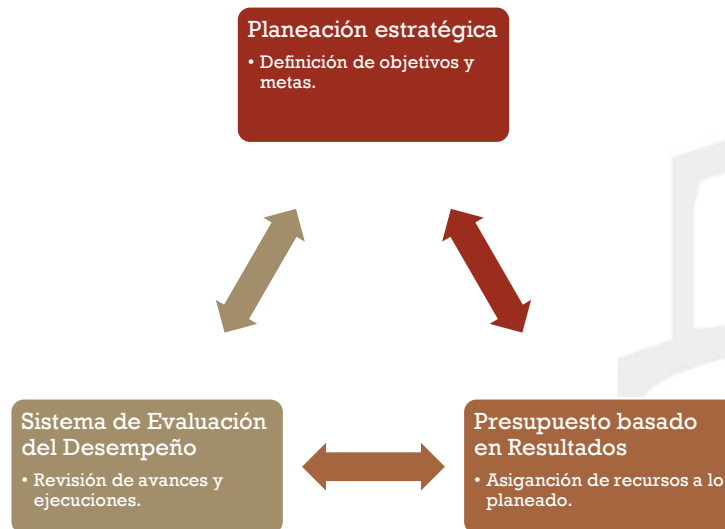 Planeación estratégica
• Definición de objetivos y
metas.
Sistema de Evaluación
del Desempeño
• Revisión de avances y
ejecuciones.
Presupuesto basado
en Resultados
• Asigancción de recursos a lo
planeado.